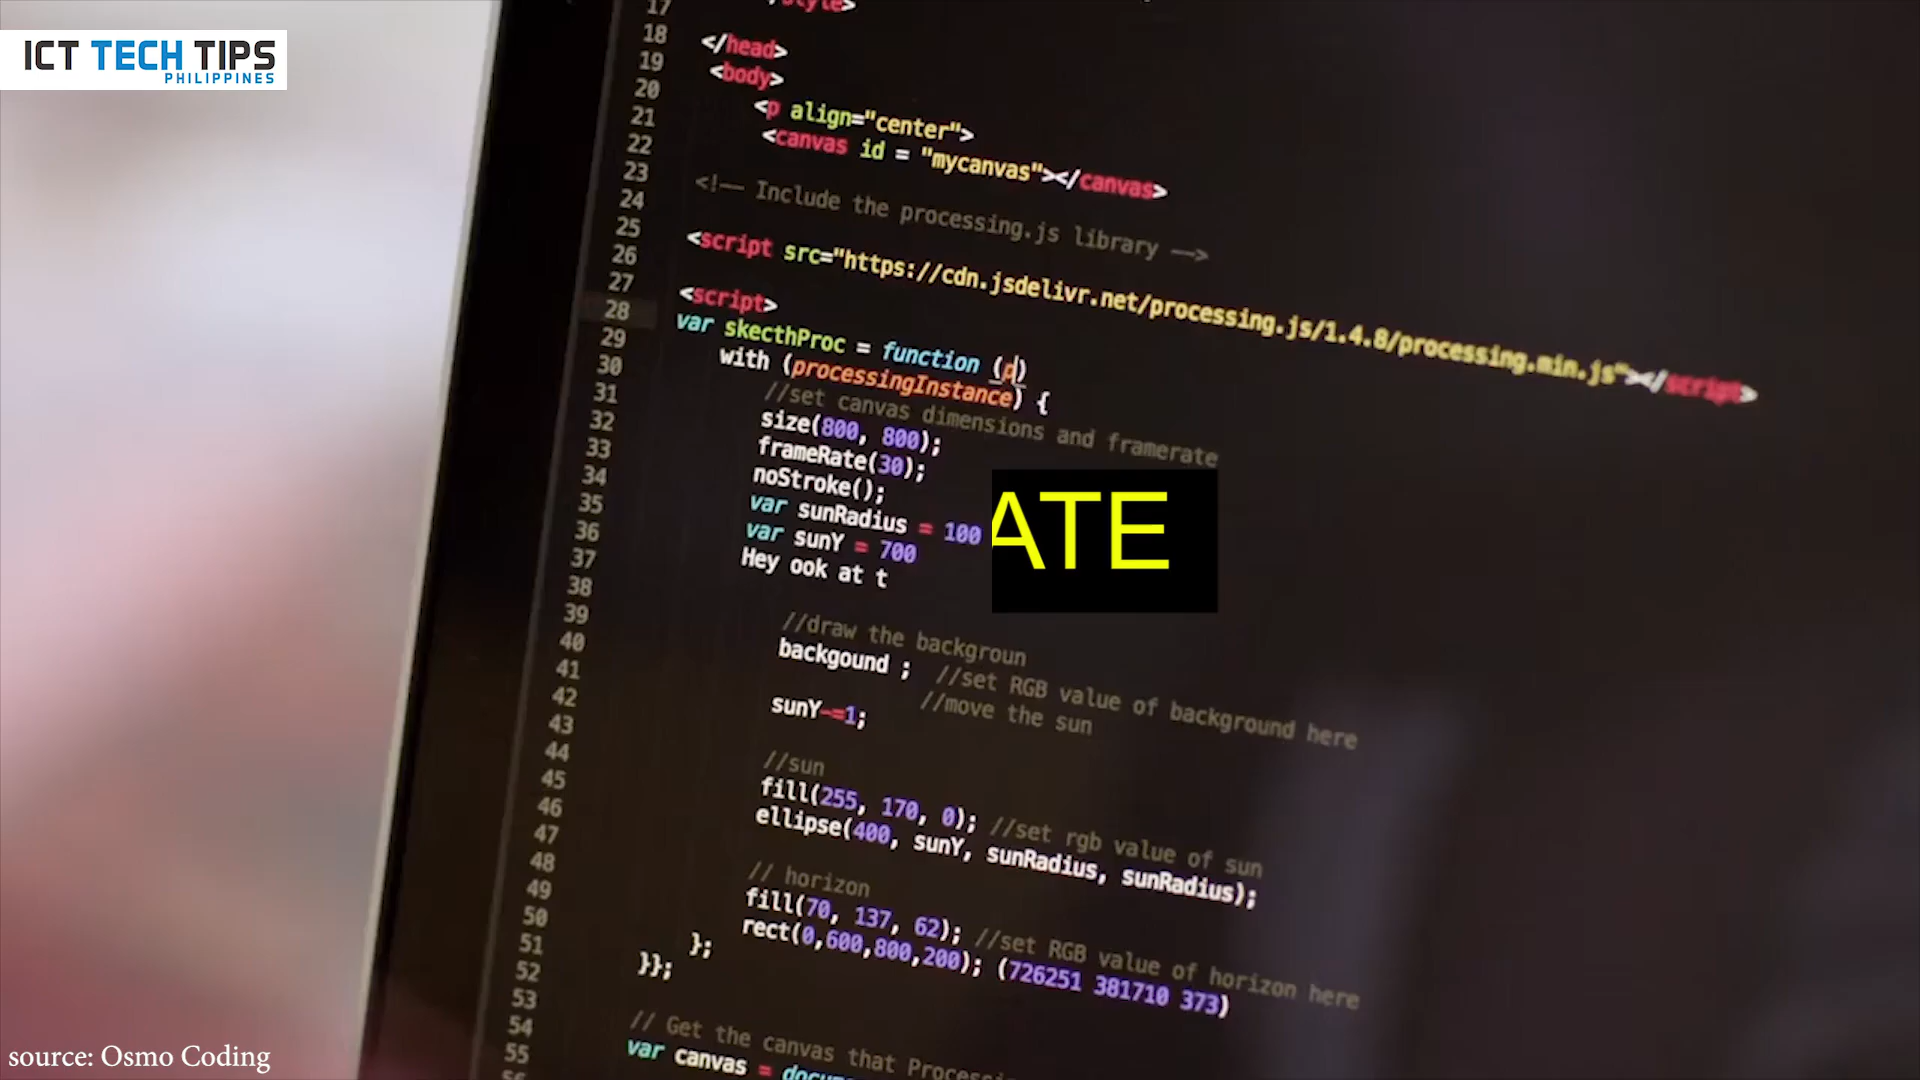 ICT TECH TIPS
PHILIPPINES
17
18 </head>
19 <body>
20 <p align="center">
21 <canvas id = "mycanvas"></canvas>
22
23 <!-- Include the processing.js library -->
24
25 <script src="https://cdn.jsdelivr.net/processing.js/1.4.8/processing.min.js"></script>
26
27 <script>
28 var skecthProc = function (p)
29 with (processingInstance) {
30 //set canvas dimensions and framerate
31 size(800, 800);
32 frameRate(30);
33 noStroke();
34 var sunRadius = 100
35 var sunY = 700
36 Hey ook at t
37
38 //draw the backgroun
39 backgound ; //set RGB value of background here
40 //move the sun
41 sunY-=1;
42
43 //sun
44 fill(255, 170, 0); //set rgb value of sun
45 ellipse(400, sunY, sunRadius, sunRadius);
46
47 // horizon
48 fill(70, 137, 62); //set RGB value of horizon here
49 rect(0,600,800,200); (726251 381710 373)
50 };
51 }};
52
53 // Get the canvas that
54 var canvas =
55
ATE
source: Osmo Coding